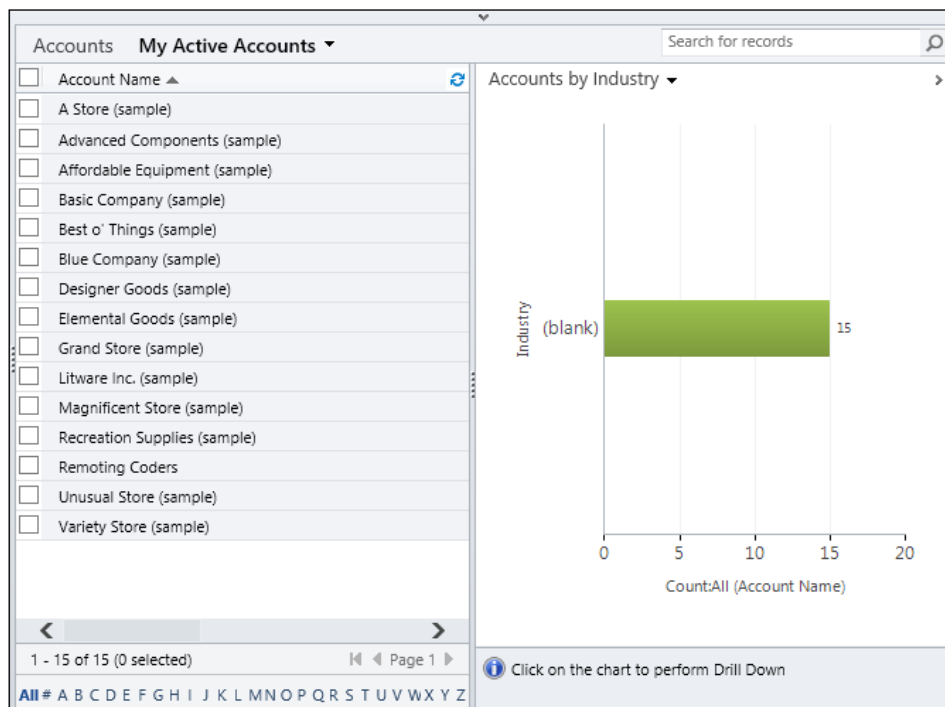 Accounts My Active Accounts
Search for records
Account Name
A Store (sample)
Advanced Components (sample)
Affordable Equipment (sample)
Basic Company (sample)
Best o' Things (sample)
Blue Company (sample)
Designer Goods (sample)
Elemental Goods (sample)
Grand Store (sample)
Litware Inc. (sample)
Magnificent Store (sample)
Recreation Supplies (sample)
Remoting Coders
Unusual Store (sample)
Variety Store (sample)
1 - 15 of 15 (0 selected)
Page 1
All # A B C D E F G H I J K L M N O P Q R S T U V W X Y Z
Accounts by Industry
Industry
(blank)
15
0 5 10 15 20
Count:All (Account Name)
Click on the chart to perform Drill Down